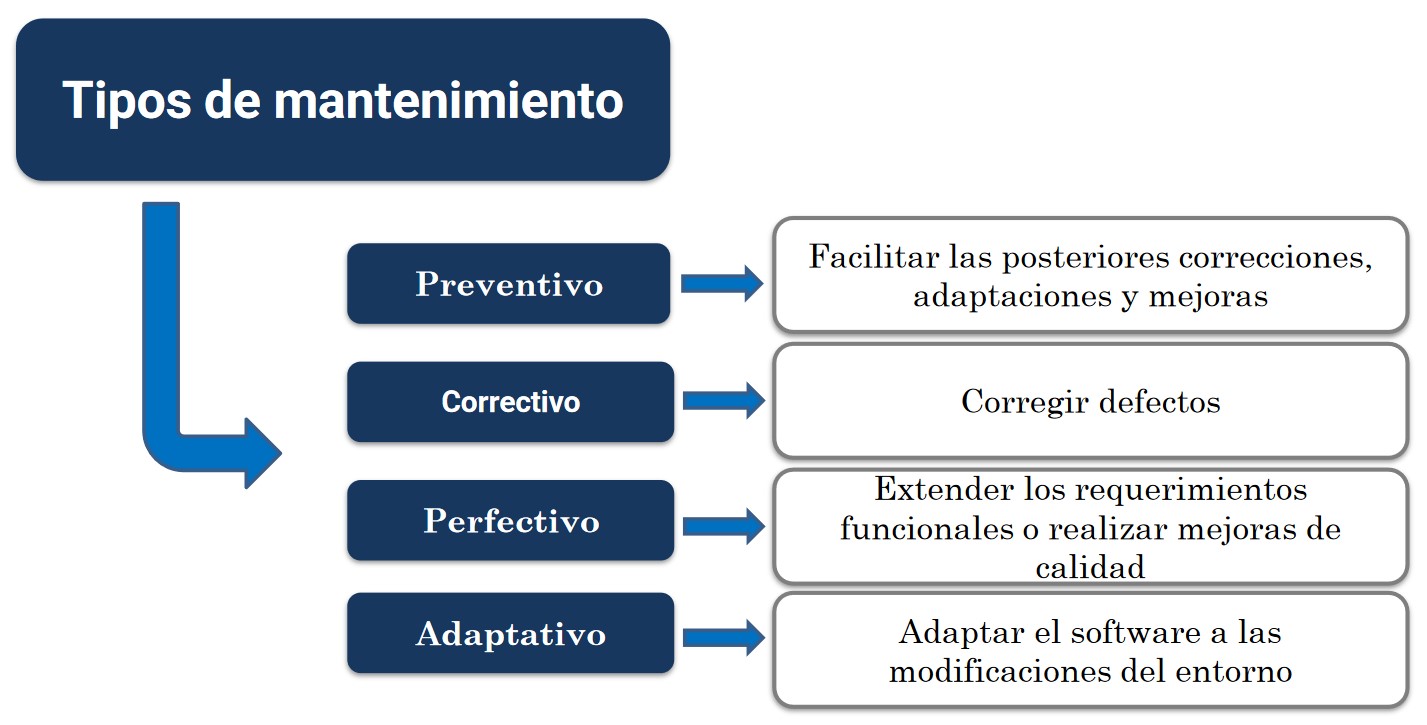 Tipos de mantenimiento
Preventivo
Facilitar las posteriores correcciones,
adaptaciones y mejoras
Correctivo
Corregir defectos
Perfectivo
Extender los requerimientos
funcionales o realizar mejoras de
calidad
Adaptativo
Adaptar el software a las
modificaciones del entorno